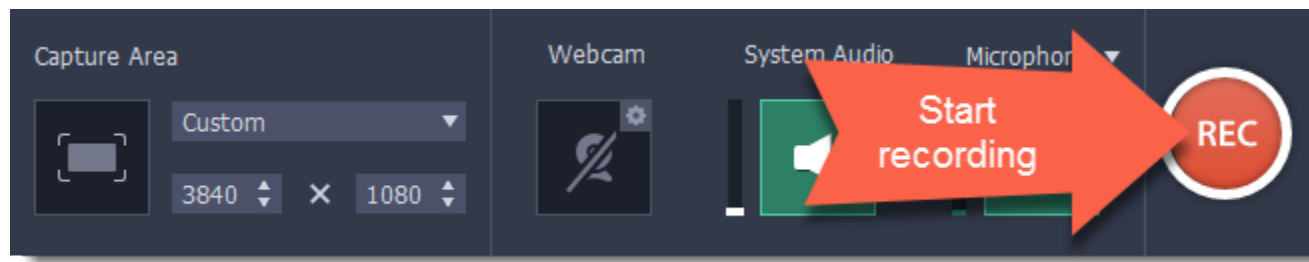 Capture Area
Webcam
System Audio
Custom
3840 × 1080
Start
recording
REC